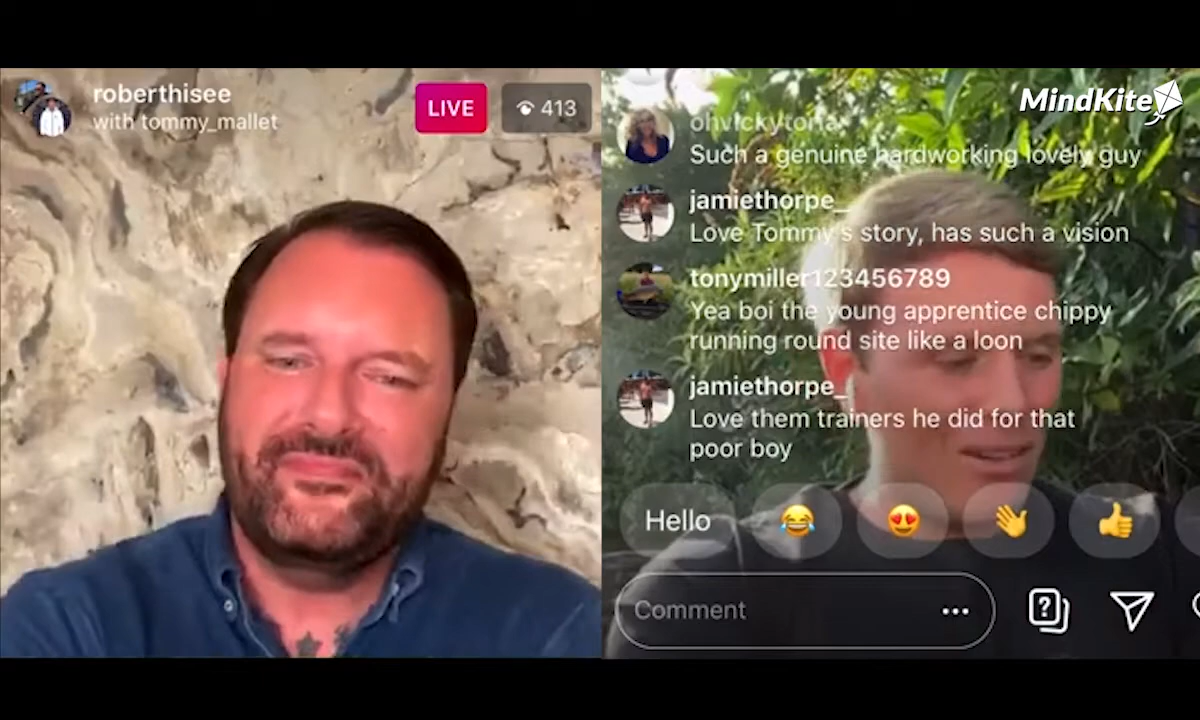 roberthisee
with tommy_mallet
LIVE
413
MindKite
ohvickytoria
Such a genuine hardworking lovely guy
jamiethorpe_
Love Tommy's story, has such a vision
tonymiller123456789
Yea boi the young apprentice chippy
running round site like a loon
jamiethorpe_
Love them trainers he did for that
poor boy
Hello
Comment
?